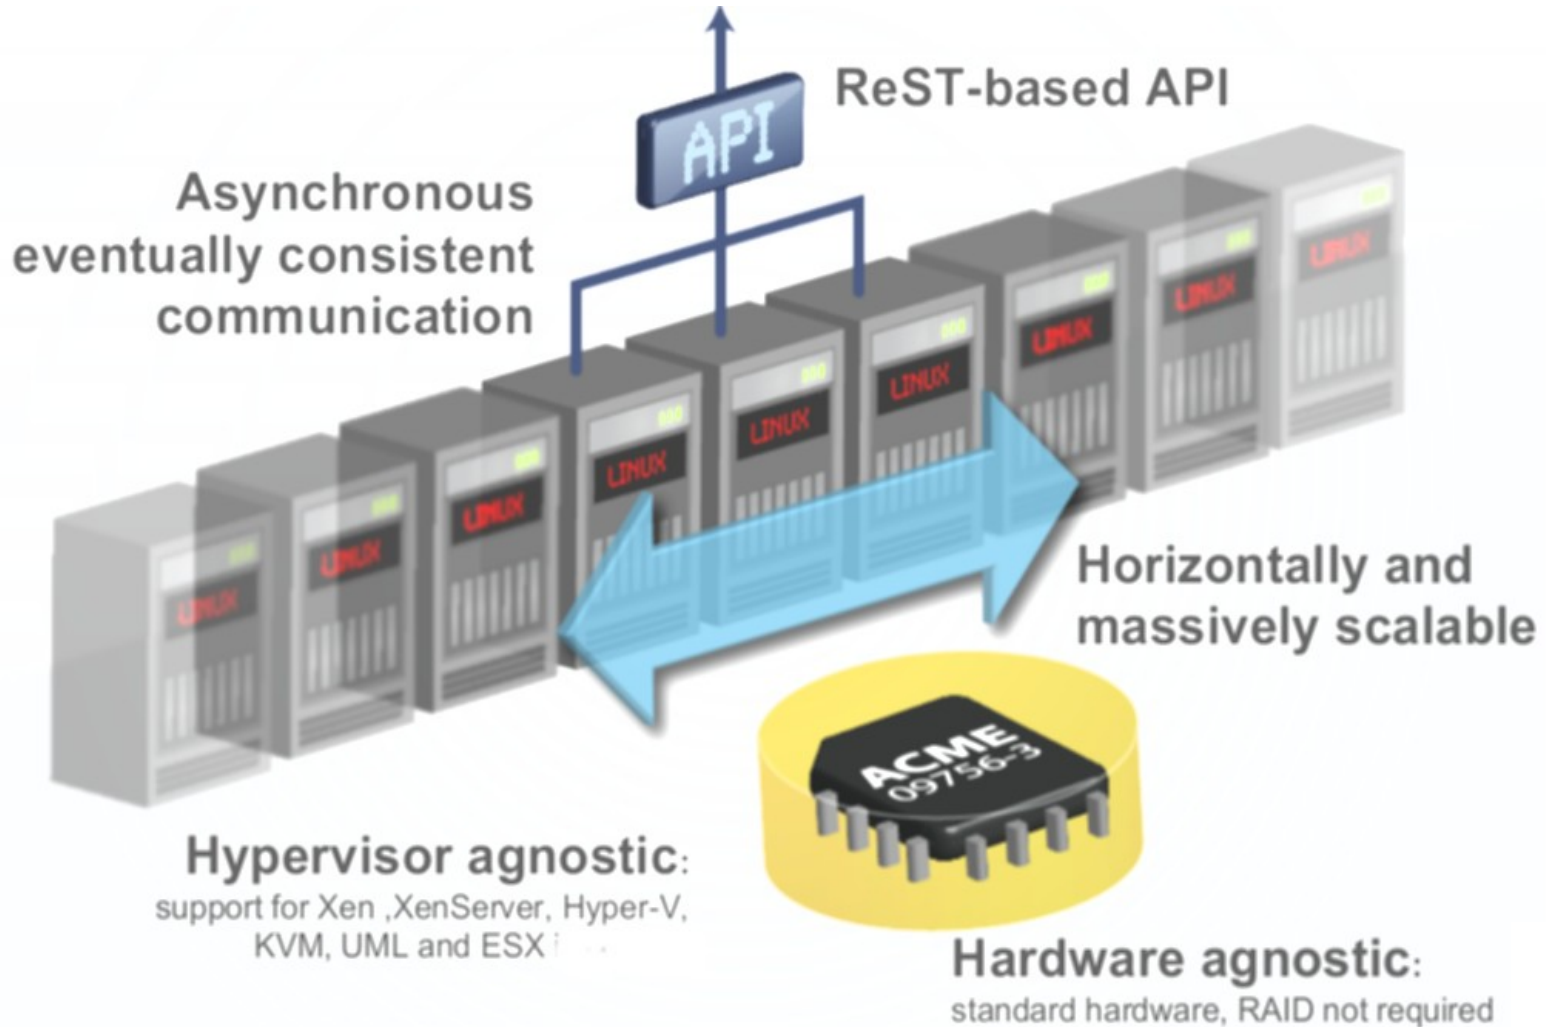 ReST-based API
API
Asynchronous
eventually consistent
communication
LINUX
LINUX
LINUX
LINUX
LINUX
LINUX
LINUX
LINUX
LINUX
Horizontally and
massively scalable
ACME
09756-3
Hypervisor agnostic:
support for Xen ,XenServer, Hyper-V,
KVM, UML and ESX
Hardware agnostic:
standard hardware, RAID not required